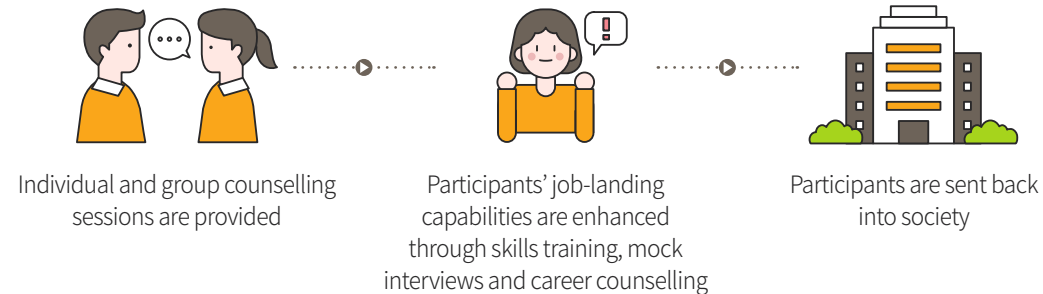 Individual and group counselling
sessions are provided
Participants’ job-landing
capabilities are enhanced
through skills training, mock
interviews and career counselling
Participants are sent back
into society